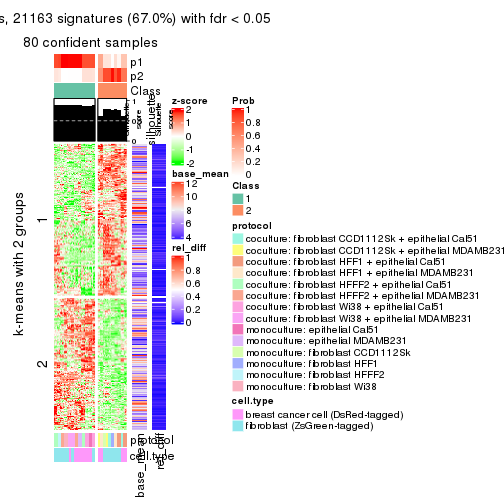 s, 21163 signatures (67.0%) with fdr < 0.05
80 confident samples
p1
p2
Class
silhouette
1
0.5
0
silhouette
score
k-means with 2 groups
1
2
protocol
cell.type
base_mean
rel_diff
z-score
2
1
0
-1
-2
base_mean
12
10
8
6
4
rel_diff
1
0.8
0.6
0.4
0.2
0
Prob
1
0.8
0.6
0.4
0.2
0
Class
1
2
protocol
coculture: fibroblast CCD1112Sk + epithelial Cal51
coculture: fibroblast CCD1112Sk + epithelial MDAMB231
coculture: fibroblast HFF1 + epithelial Cal51
coculture: fibroblast HFF1 + epithelial MDAMB231
coculture: fibroblast HFFF2 + epithelial Cal51
coculture: fibroblast HFFF2 + epithelial MDAMB231
coculture: fibroblast Wi38 + epithelial Cal51
coculture: fibroblast Wi38 + epithelial MDAMB231
monoculture: epithelial Cal51
monoculture: epithelial MDAMB231
monoculture: fibroblast CCD1112Sk
monoculture: fibroblast HFF1
monoculture: fibroblast HFFF2
monoculture: fibroblast Wi38
cell.type
breast cancer cell (DsRed-tagged)
fibroblast (ZsGreen-tagged)